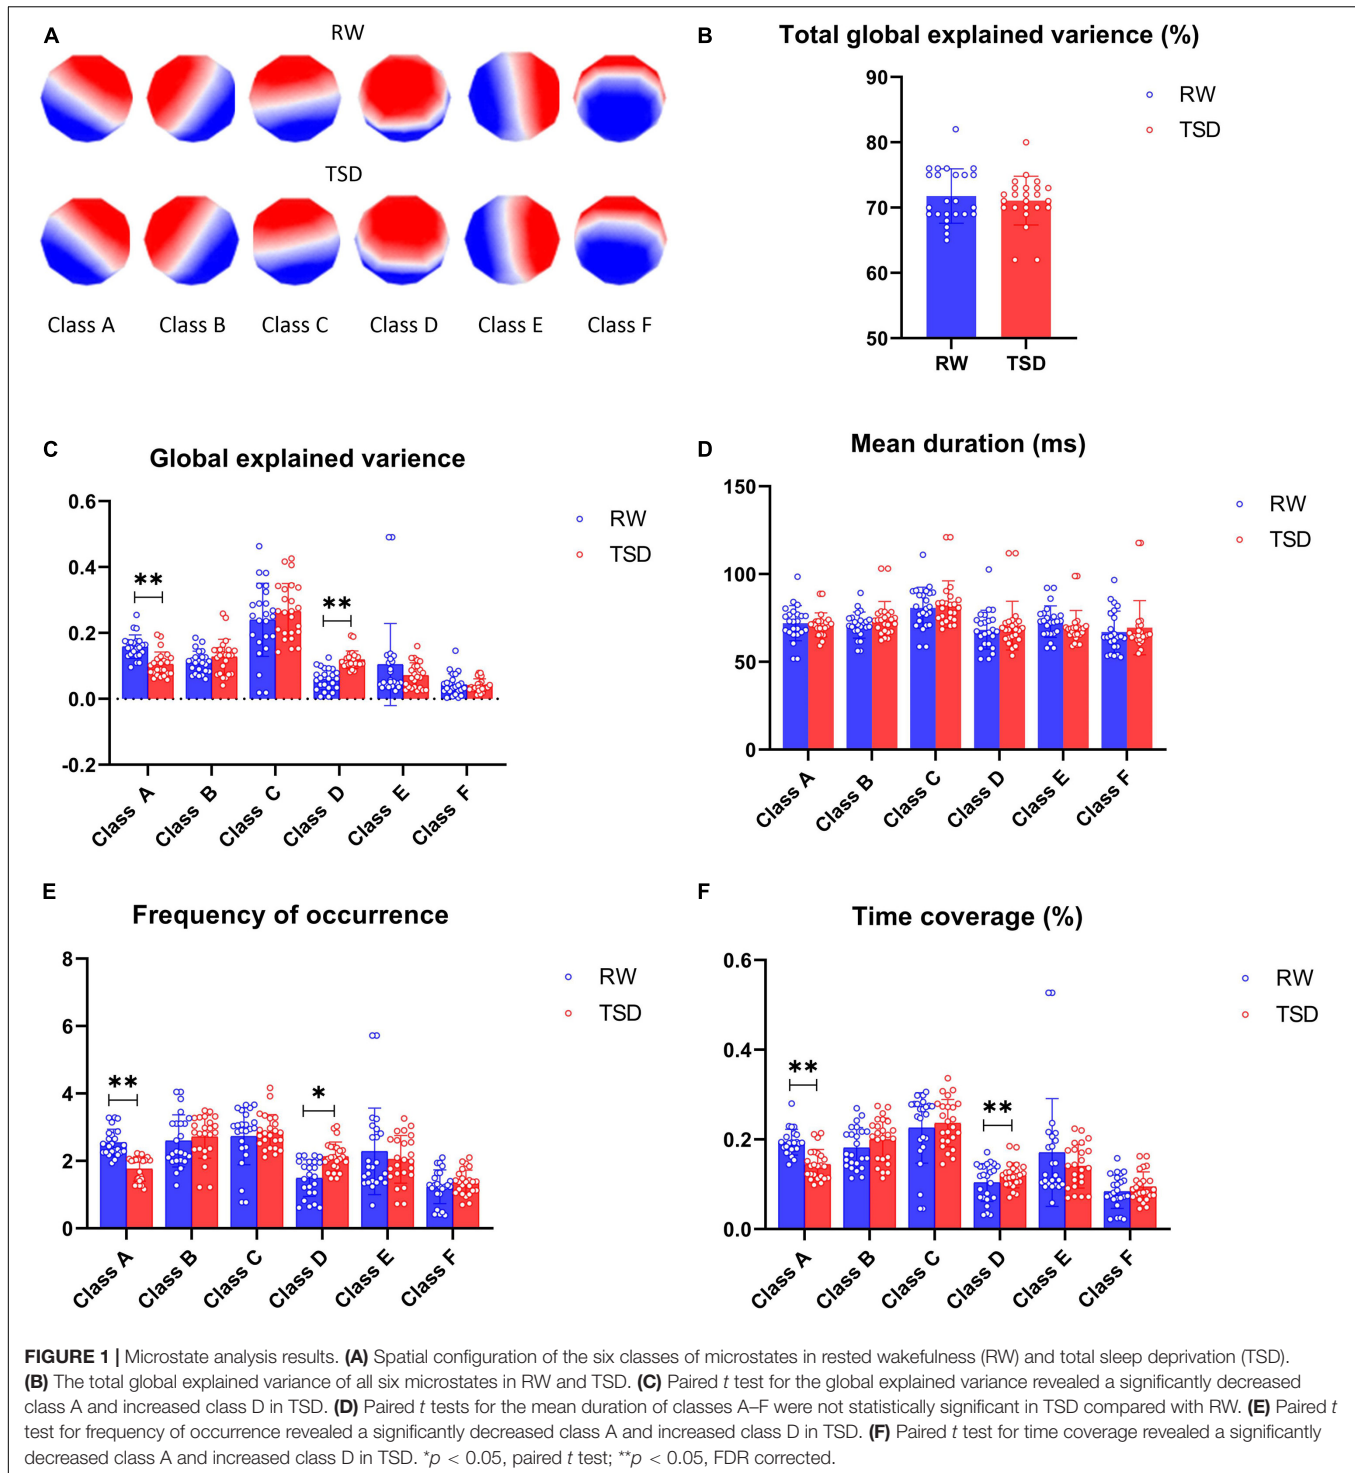 A
RW
TSD
Class A Class B Class C Class D Class E Class F
B
Total global explained varience (%)
90
80
70
60
50
RW TSD
RW
TSD
C
Global explained varience
0.6
0.4
0.2
0.0
-0.2
** **
Class A Class B Class C Class D Class E Class F
RW
TSD
D
Mean duration (ms)
150
100
50
0
Class A Class B Class C Class D Class E Class F
RW
TSD
E
Frequency of occurrence
8
6
4
2
0
** *
Class A Class B Class C Class D Class E Class F
RW
TSD
F
Time coverage (%)
0.6
0.4
0.2
0.0
** **
Class A Class B Class C Class D Class E Class F
RW
TSD
FIGURE 1 | Microstate analysis results. (A) Spatial configuration of the six classes of microstates in rested wakefulness (RW) and total sleep deprivation (TSD).
(B) The total global explained variance of all six microstates in RW and TSD. (C) Paired t test for the global explained variance revealed a significantly decreased
class A and increased class D in TSD. (D) Paired t tests for the mean duration of classes A–F were not statistically significant in TSD compared with RW. (E) Paired t
test for frequency of occurrence revealed a significantly decreased class A and increased class D in TSD. (F) Paired t test for time coverage revealed a significantly
decreased class A and increased class D in TSD. *p < 0.05, paired t test; **p < 0.05, FDR corrected.